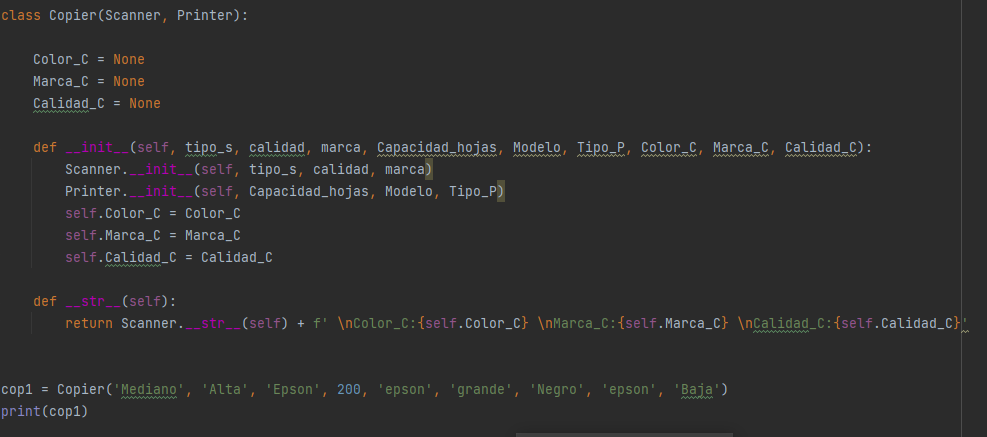 class Copier(Scanner, Printer):
Color_C = None
Marca_C = None
Calidad_C = None
def __init__(self, tipo_s, calidad, marca, Capacidad_hojas, Modelo, Tipo_P, Color_C, Marca_C, Calidad_C):
Scanner.__init__(self, tipo_s, calidad, marca)
Printer.__init__(self, Capacidad_hojas, Modelo, Tipo_P)
self.Color_C = Color_C
self.Marca_C = Marca_C
self.Calidad_C = Calidad_C
def __str__(self):
return Scanner.__str__(self) + f' \nColor_C:{self.Color_C} \nMarca_C:{self.Marca_C} \nCalidad_C:{self.Calidad_C}'
cop1 = Copier('Mediano', 'Alta', 'Epson', 200, 'epson', 'grande', 'Negro', 'epson', 'Baja')
print(cop1)